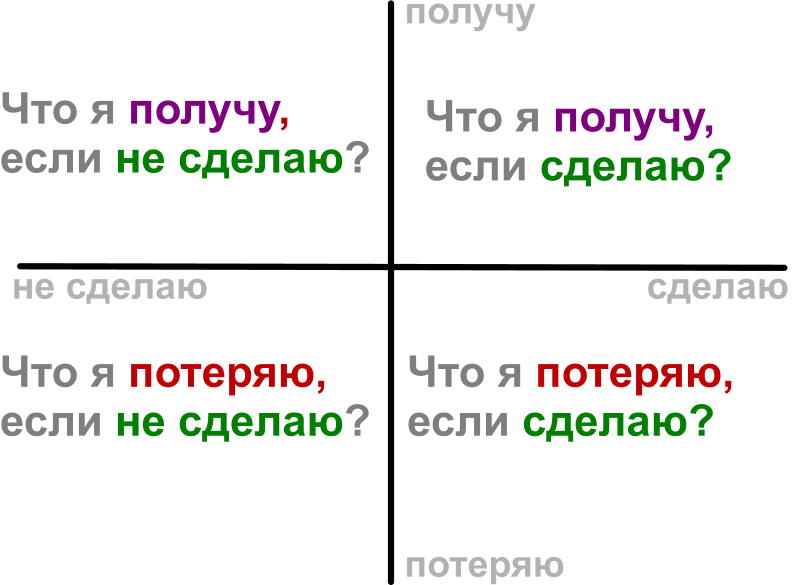 получу
Что я получу,
если не сделаю?
Что я получу,
если сделаю?
не сделаю
сделаю
Что я потеряю,
если не сделаю?
Что я потеряю,
если сделаю?
потеряю